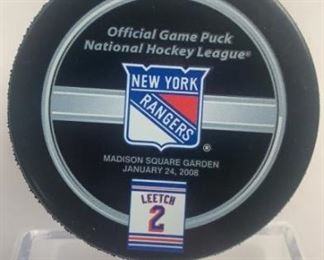 Official Game Puck
National Hockey League®
NEW YORK
RANGERS
MADISON SQUARE GARDEN
JANUARY 24, 2008
LEETCH
2